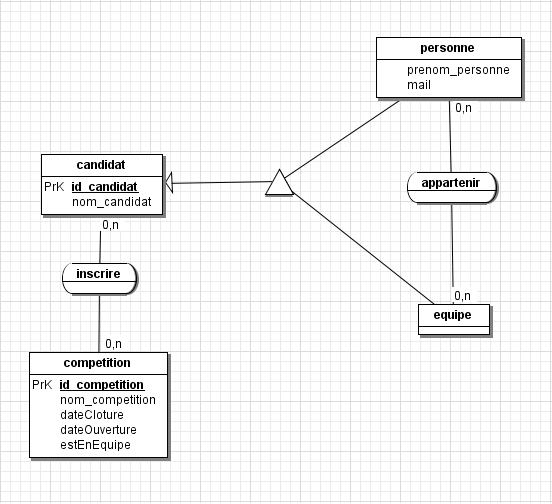 personne
prenom_personne
mail
0,n
appartenir
0,n
equipe
candidat
PrK id_candidat
nom_candidat
0,n
inscrire
0,n
competition
PrK id_competition
nom_competition
dateCloture
dateOuverture
estEnEquipe